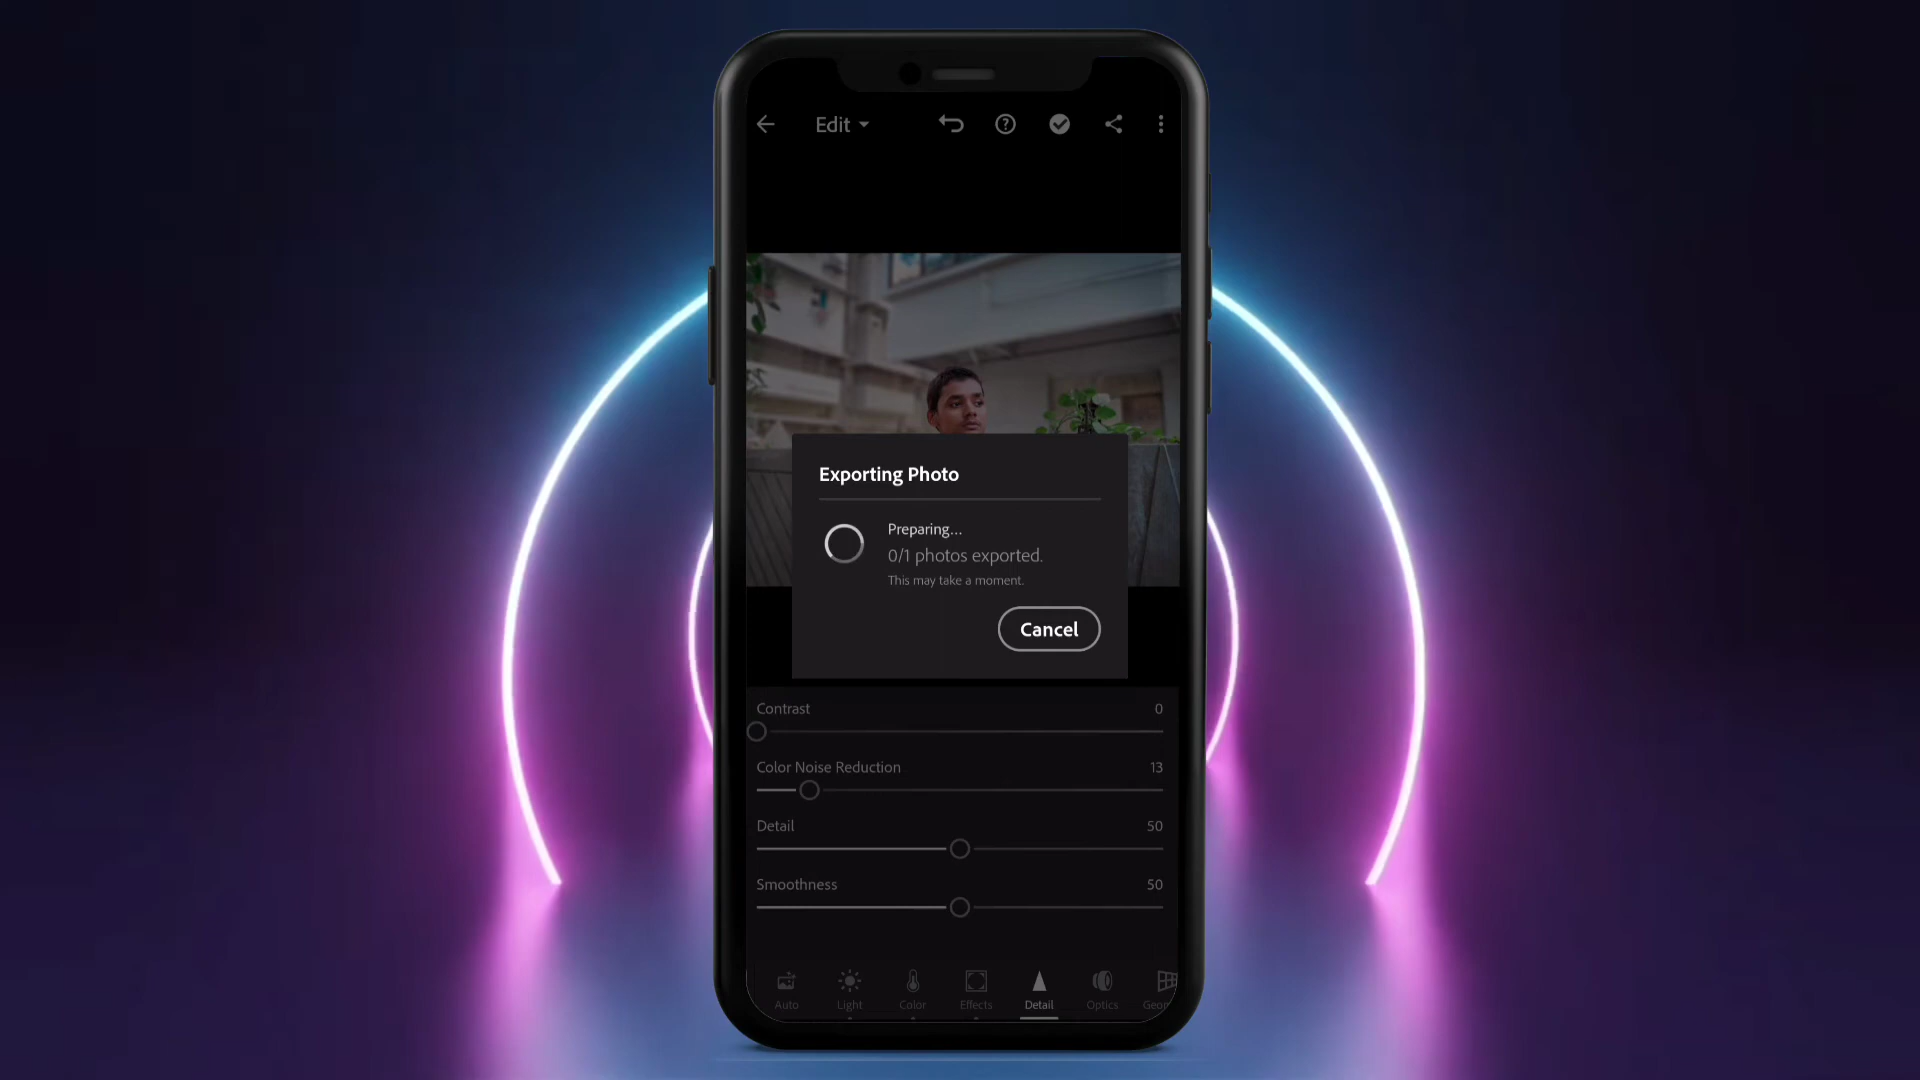 Edit
Exporting Photo
Preparing...
0/1 photos exported.
This may take a moment.
Cancel
Contrast 0
Color Noise Reduction 13
Detail 50
Smoothness 50
Auto Light Color Effects Detail Optics Geo